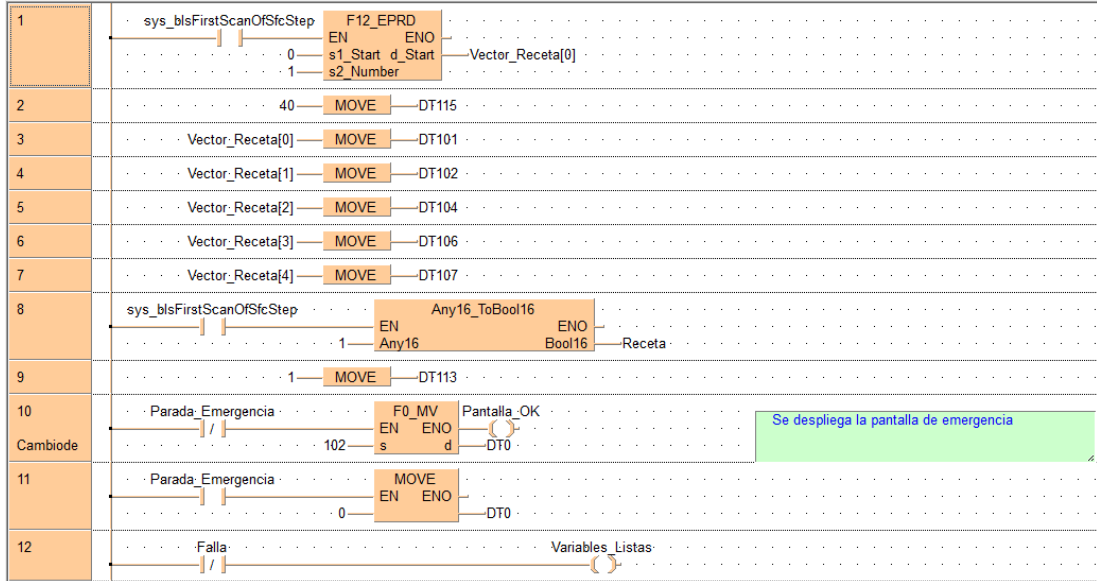 1
sys_bIsFirstScanOfSfcStep F12_EPRD
EN ENO
0 s1_Start d_Start Vector_Receta[0]
1 s2_Number
2
40 MOVE DT115
3
Vector_Receta[0] MOVE DT101
4
Vector_Receta[1] MOVE DT102
5
Vector_Receta[2] MOVE DT104
6
Vector_Receta[3] MOVE DT106
7
Vector_Receta[4] MOVE DT107
8
sys_bIsFirstScanOfSfcStep Any16_ToBool16
EN ENO
1 Any16 Bool16 Receta
9
1 MOVE DT113
10
Parada_Emergencia F0_MV Pantalla_OK
EN ENO
Cambiode
102 s d DT0
Se despliega la pantalla de emergencia
11
Parada_Emergencia MOVE
EN ENO
0 DT0
12
Falla Variables_Listas